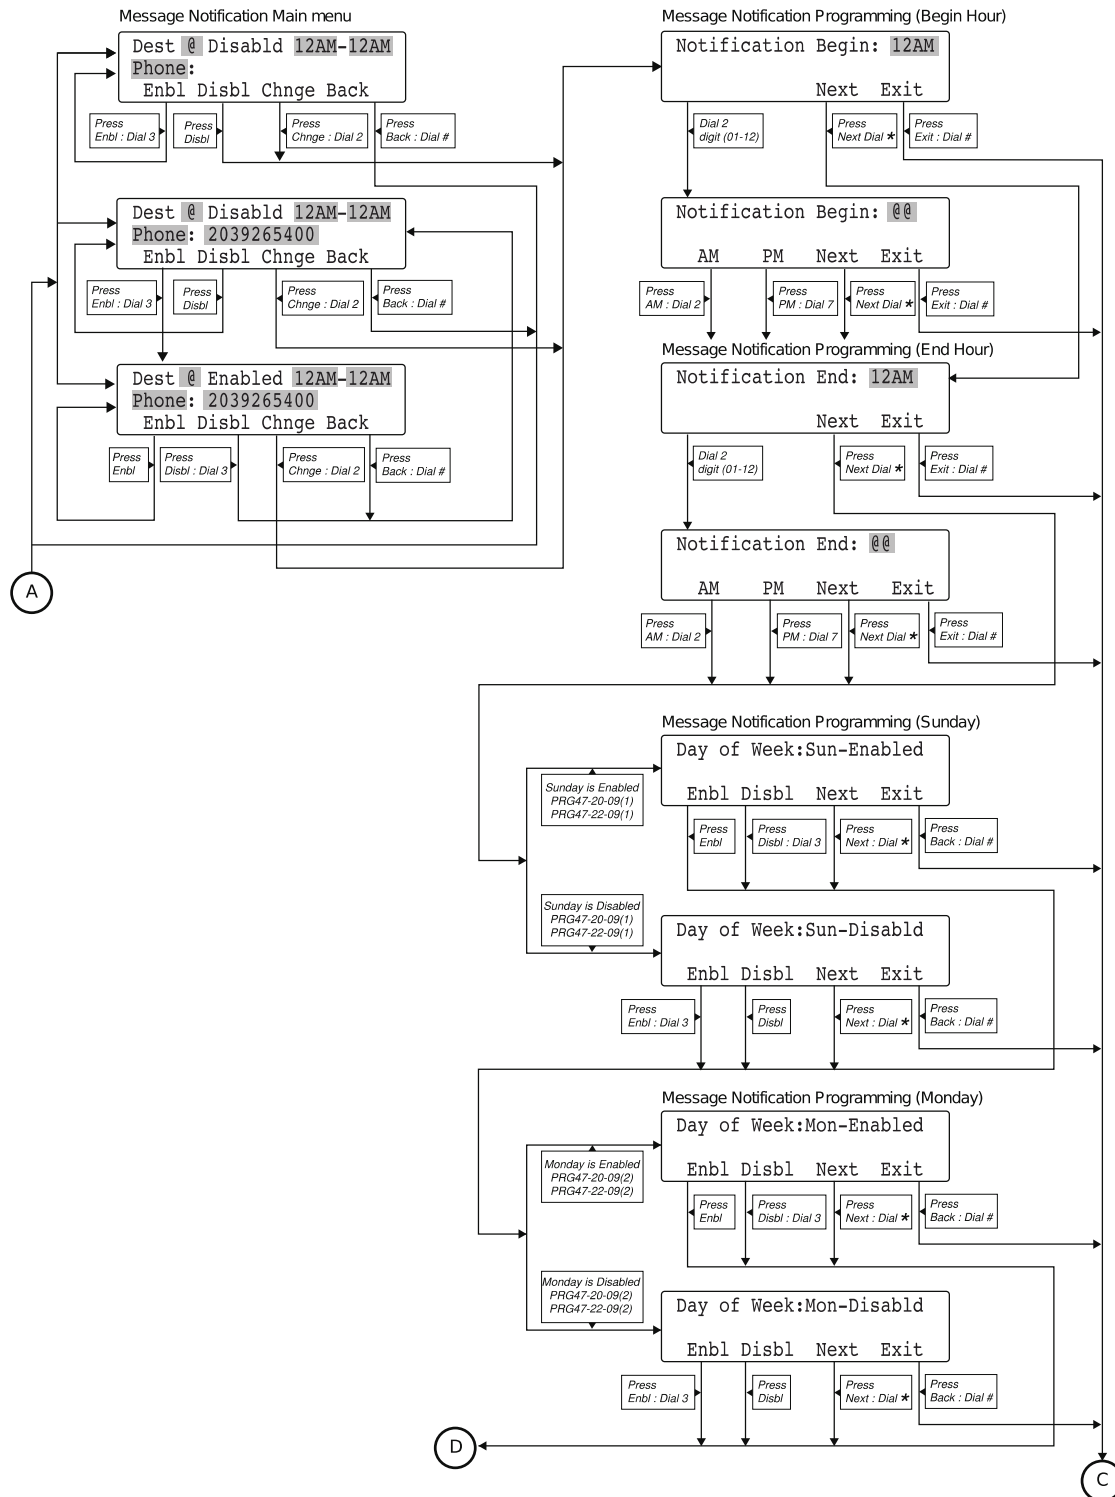 Message Notification Main menu
Dest @ Disabld 12AM-12AM
Phone:
Enbl Disbl Chnge Back
Press
Enbl : Dial 3
Press
Disbl
Press
Chnge : Dial 2
Press
Back : Dial #
Dest @ Disabld 12AM-12AM
Phone: 2039265400
Enbl Disbl Chnge Back
Press
Enbl : Dial 3
Press
Disbl
Press
Chnge : Dial 2
Press
Back : Dial #
Dest @ Enabled 12AM-12AM
Phone: 2039265400
Enbl Disbl Chnge Back
Press
Enbl
Press
Disbl : Dial 3
Press
Chnge : Dial 2
Press
Back : Dial #
A
Message Notification Programming (Begin Hour)
Notification Begin: 12AM
Next Exit
Dial 2
digit (01-12)
Press
Next Dial *
Press
Exit : Dial #
Notification Begin: @@
AM PM Next Exit
Press
AM : Dial 2
Press
PM : Dial 7
Press
Next Dial *
Press
Exit : Dial #
Message Notification Programming (End Hour)
Notification End: 12AM
Next Exit
Dial 2
digit (01-12)
Press
Next Dial *
Press
Exit : Dial #
Notification End: @@
AM PM Next Exit
Press
AM : Dial 2
Press
PM : Dial 7
Press
Next Dial *
Press
Exit : Dial #
Message Notification Programming (Sunday)
Day of Week:Sun-Enabled
Enbl Disbl Next Exit
Sunday is Enabled
PRG47-20-09(1)
PRG47-22-09(1)
Press
Enbl
Press
Disbl : Dial 3
Press
Next : Dial *
Press
Back : Dial #
Sunday is Disabled
PRG47-20-09(1)
PRG47-22-09(1)
Day of Week:Sun-Disabld
Enbl Disbl Next Exit
Press
Enbl : Dial 3
Press
Disbl
Press
Next : Dial *
Press
Back : Dial #
Message Notification Programming (Monday)
Day of Week:Mon-Enabled
Enbl Disbl Next Exit
Monday is Enabled
PRG47-20-09(2)
PRG47-22-09(2)
Press
Enbl
Press
Disbl : Dial 3
Press
Next : Dial *
Press
Back : Dial #
Monday is Disabled
PRG47-20-09(2)
PRG47-22-09(2)
Day of Week:Mon-Disabld
Enbl Disbl Next Exit
Press
Enbl : Dial 3
Press
Disbl
Press
Next : Dial *
Press
Back : Dial #
D
C